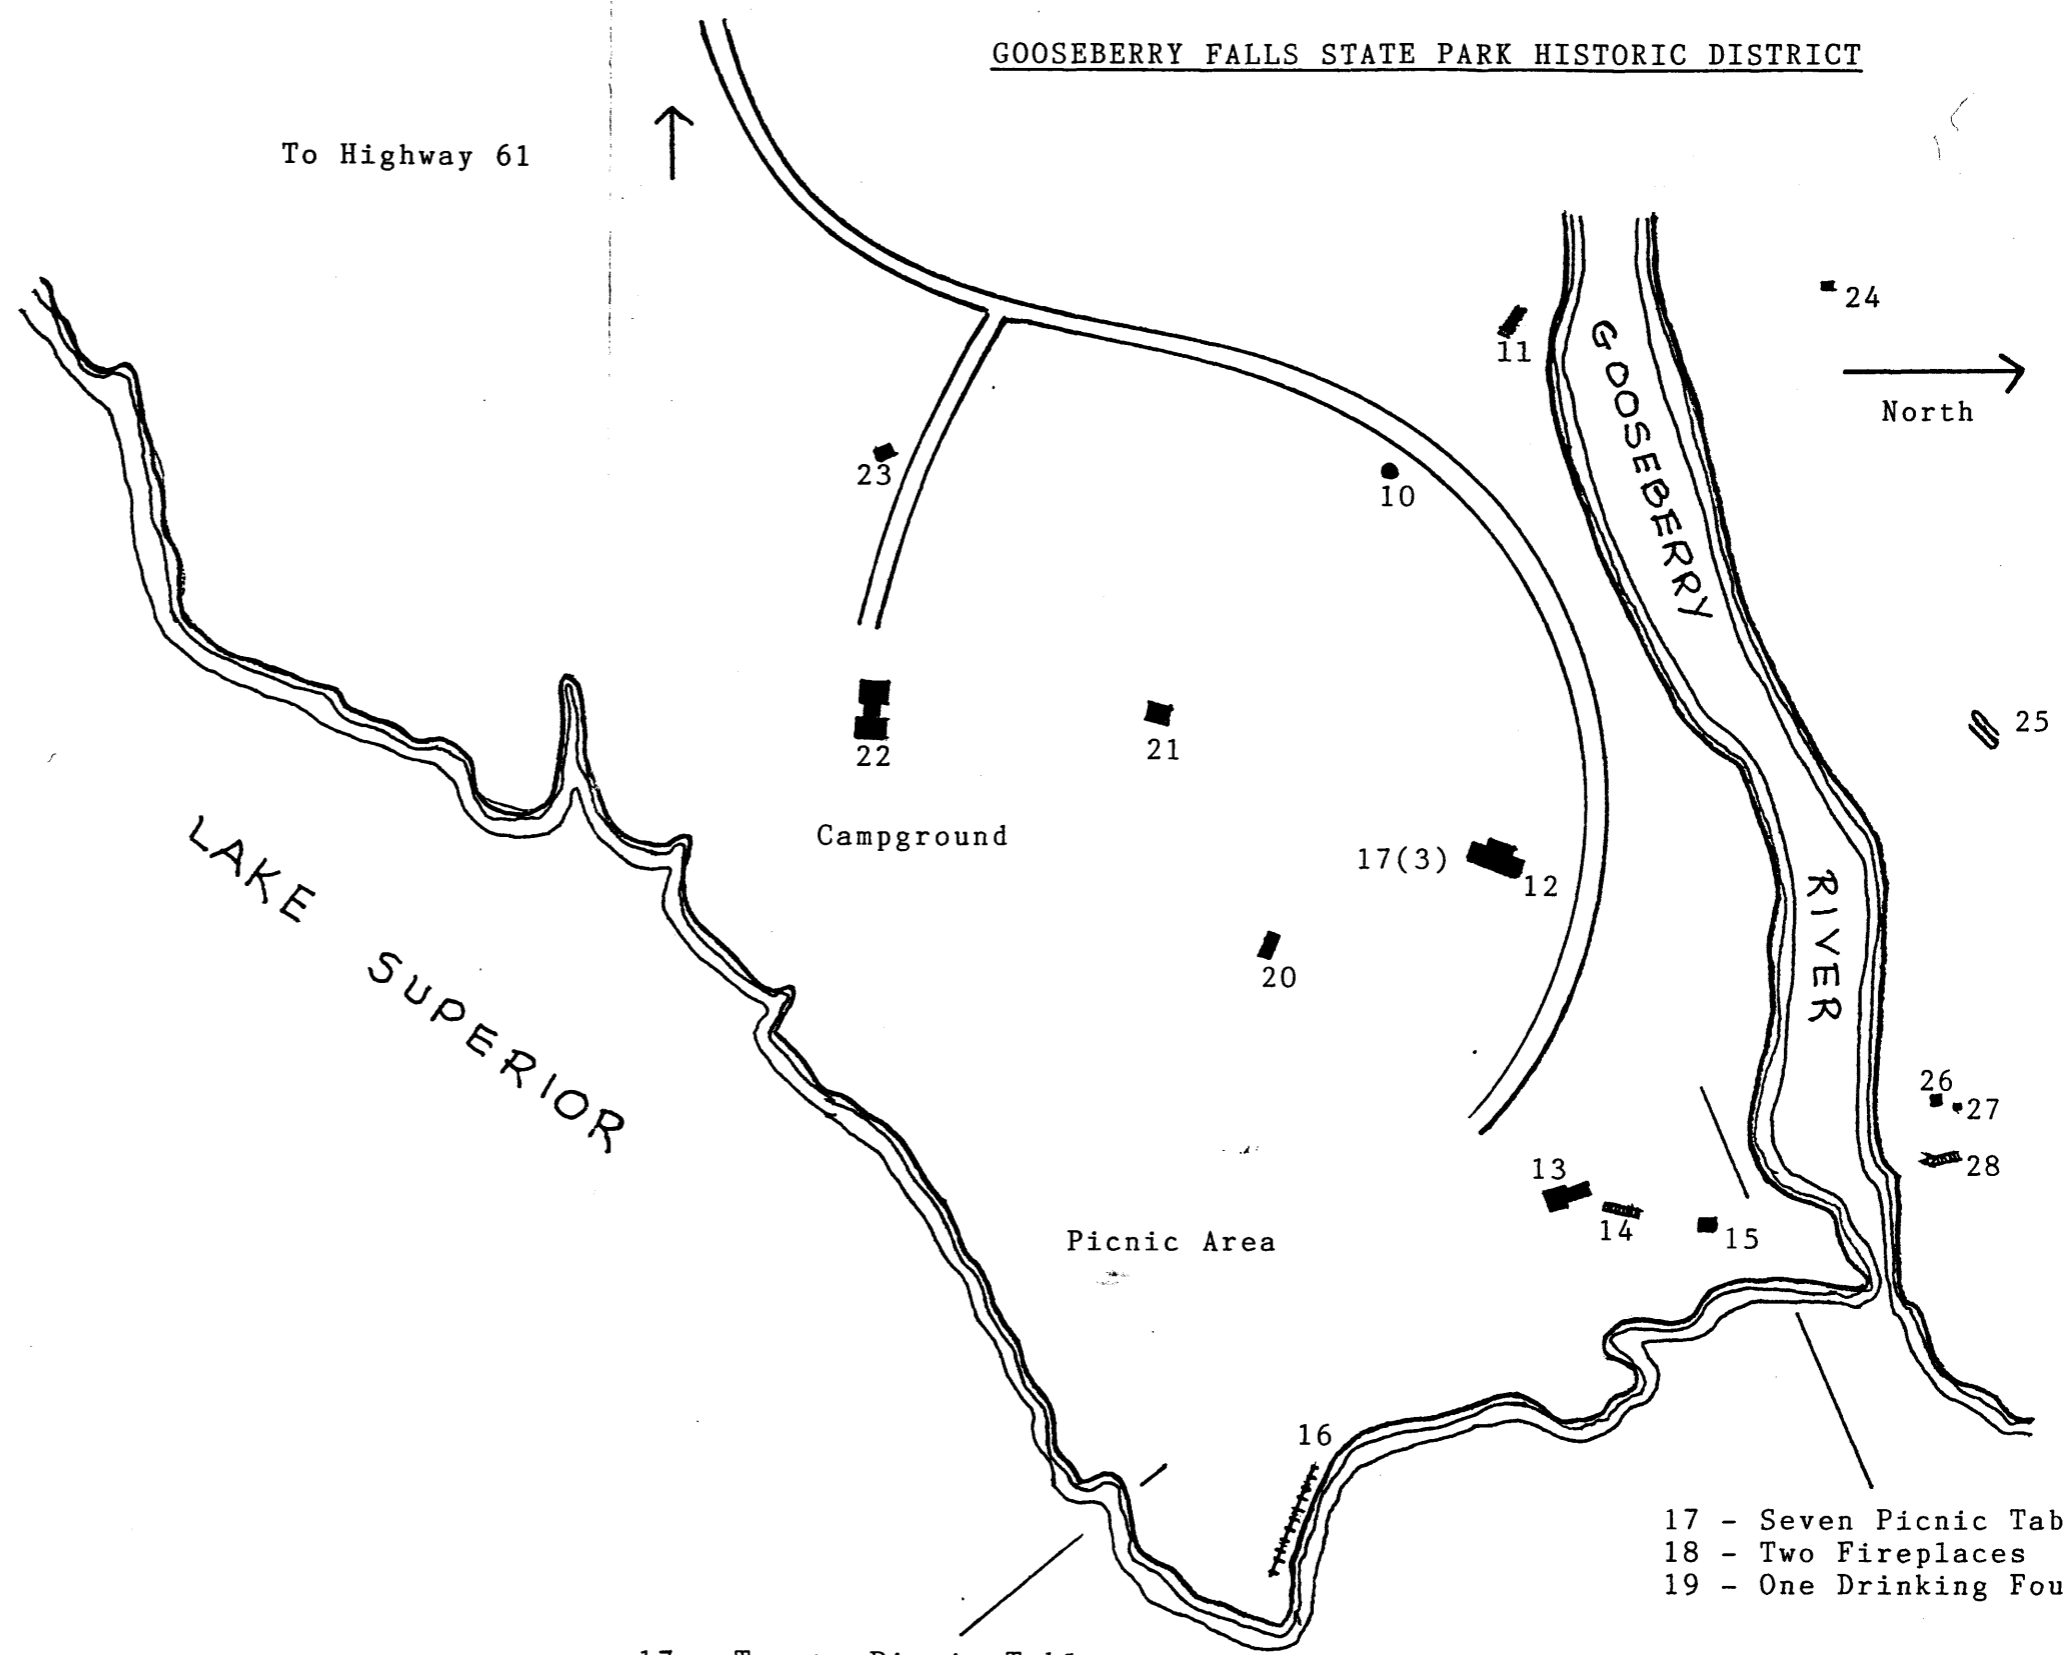 GOOSEBERRY FALLS STATE PARK HISTORIC DISTRICT
To Highway 61
24
11
North
GOOSEBERRY
RIVER
23
10
25
22
21
Campground
17(3)
12
LAKE
SUPERIOR
20
26
27
28
13
14
15
Picnic Area
16
17 - Seven Picnic Tab
18 - Two Fireplaces
19 - One Drinking Fou
17
Picnic